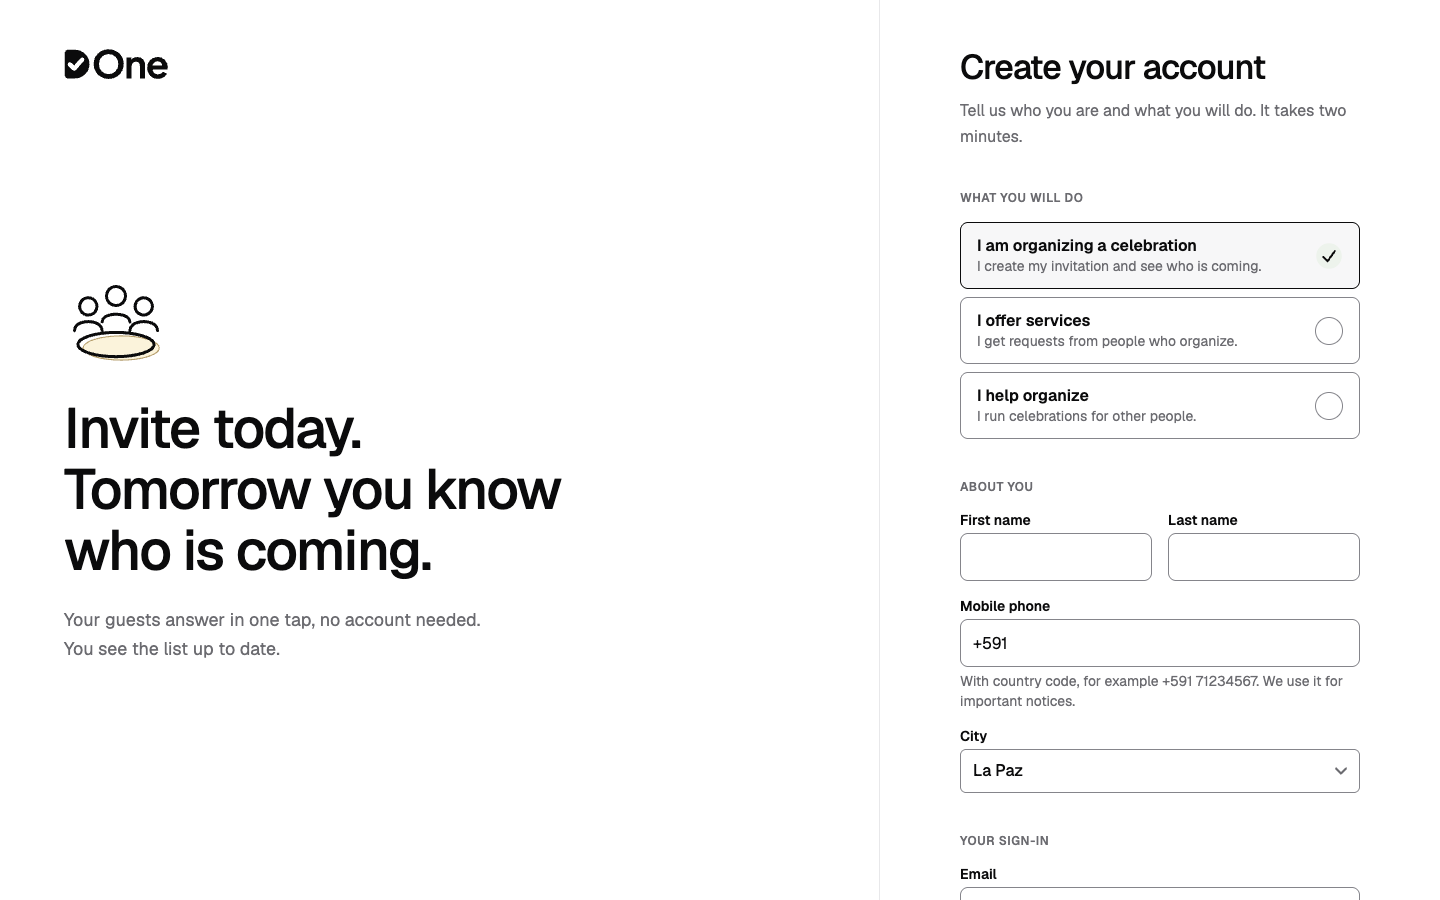 One
Invite today.
Tomorrow you know
who is coming.
Your guests answer in one tap, no account needed.
You see the list up to date.
Create your account
Tell us who you are and what you will do. It takes two
minutes.
WHAT YOU WILL DO
I am organizing a celebration
I create my invitation and see who is coming.
I offer services
I get requests from people who organize.
I help organize
I run celebrations for other people.
ABOUT YOU
First name
Last name
Mobile phone
+591
With country code, for example +591 71234567. We use it for
important notices.
City
La Paz
YOUR SIGN-IN
Email